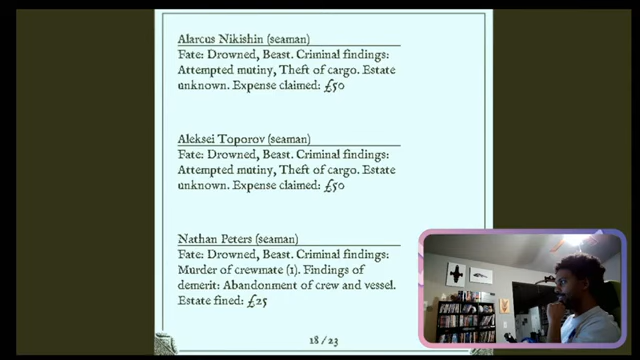 Alarcus Nikishin (seaman)
Fate: Drowned, Beast. Criminal findings:
Attempted mutiny, Theft of cargo. Estate
unknown. Expense claimed: £50
Aleksei Toporov (seaman)
Fate: Drowned, Beast. Criminal findings:
Attempted mutiny, Theft of cargo. Estate
unknown. Expense claimed: £50
Nathan Peters (seaman)
Fate: Drowned, Beast. Criminal findings:
Murder of crewmate (1). Findings of
demerit: Abandonment of crew and vessel.
Estate fined: £25
18 / 23